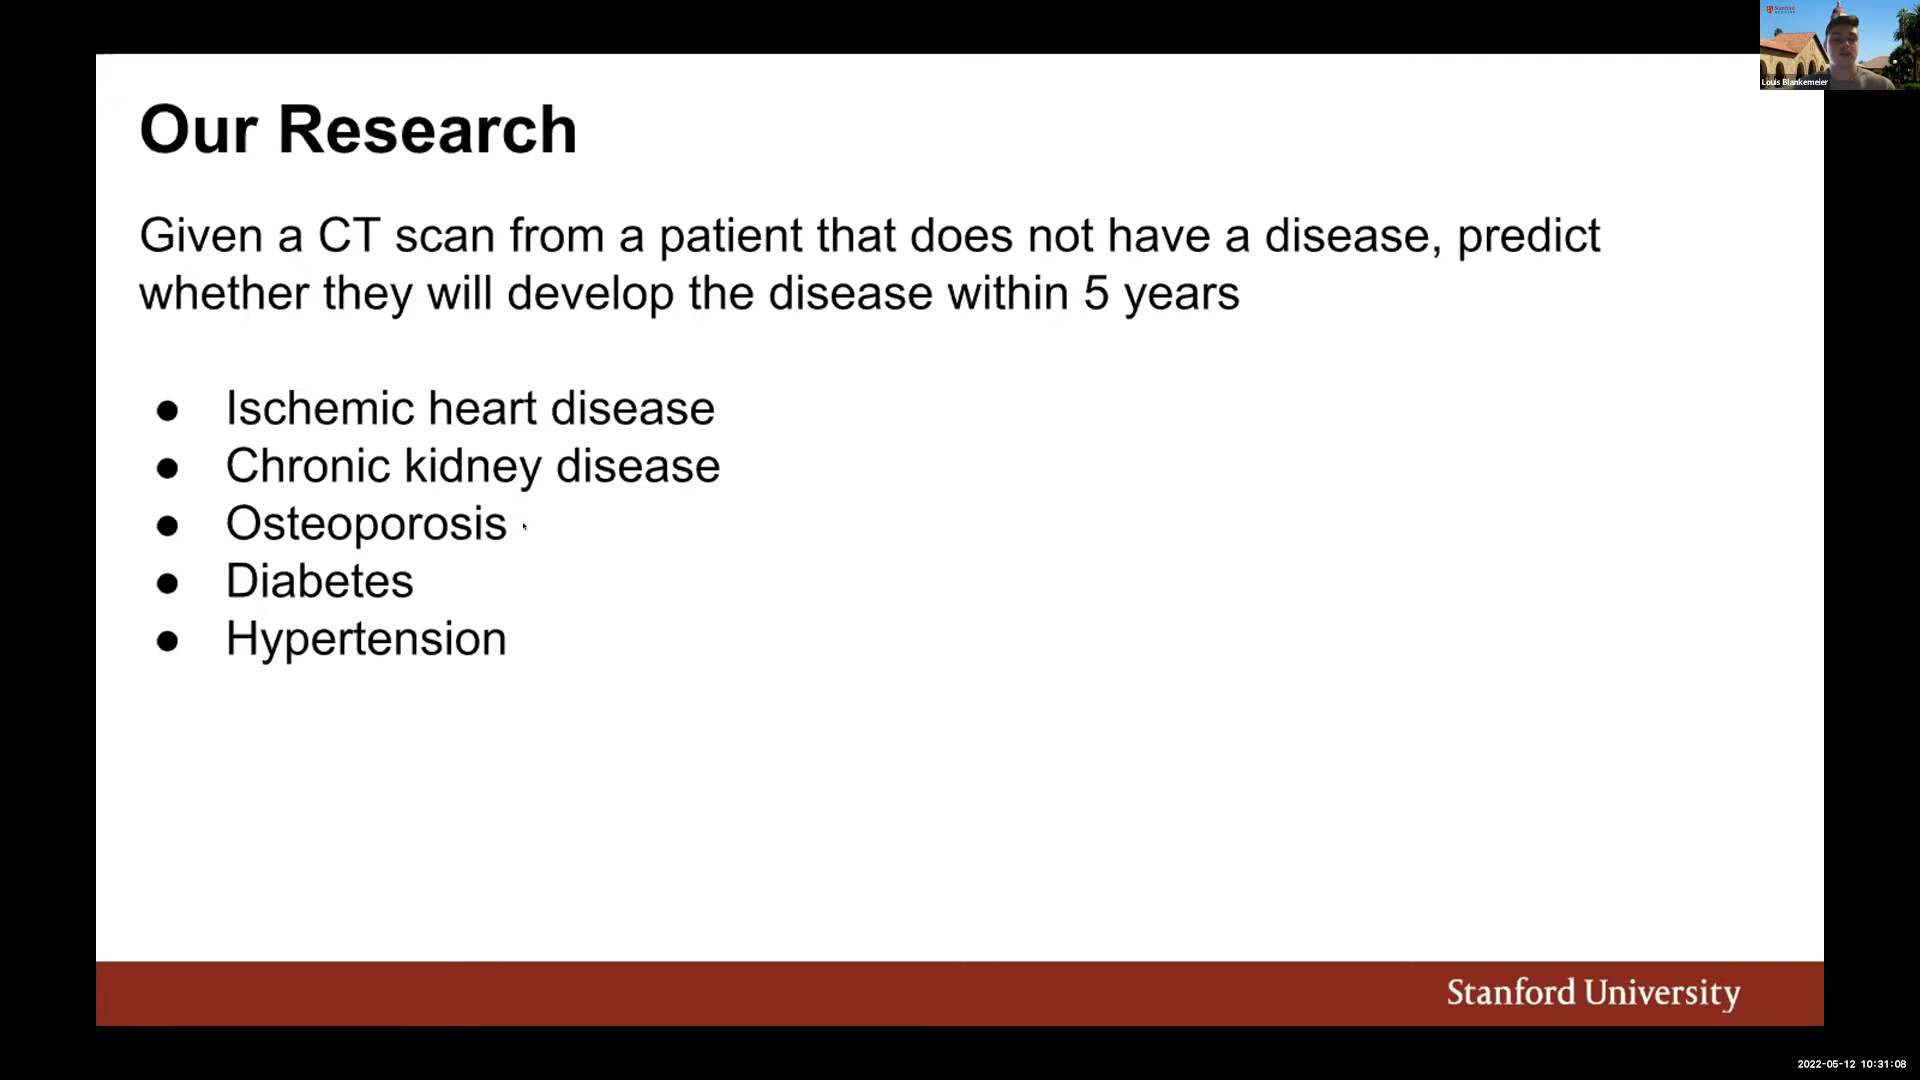 Our Research
Given a CT scan from a patient that does not have a disease, predict
whether they will develop the disease within 5 years
● Ischemic heart disease
● Chronic kidney disease
● Osteoporosis
● Diabetes
● Hypertension
Stanford University
Stanford
Louis Blankemeier
2022-05-12 10:31:08